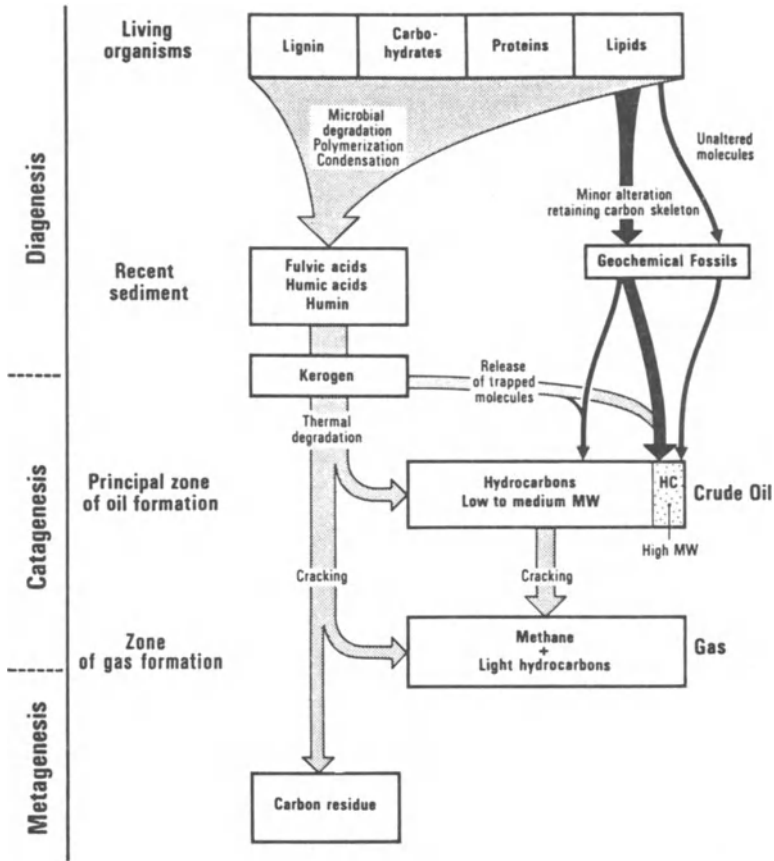 Living
organisms
Lignin
Carbo-
hydrates
Proteins
Lipids
Microbial
degradation
Polymerization
Condensation
Unaltered
molecules
Minor alteration
retaining carbon skeleton
Diagenesis
Recent
sediment
Fulvic acids
Humic acids
Humin
Geochemical Fossils
Kerogen
Release
of trapped
molecules
Thermal
degradation
Catagenesis
Principal zone
of oil formation
Hydrocarbons
Low to medium MW
HC
Crude Oil
High MW
Cracking
Cracking
Zone
of gas formation
Methane
+
Light hydrocarbons
Gas
Metagenesis
Carbon residue